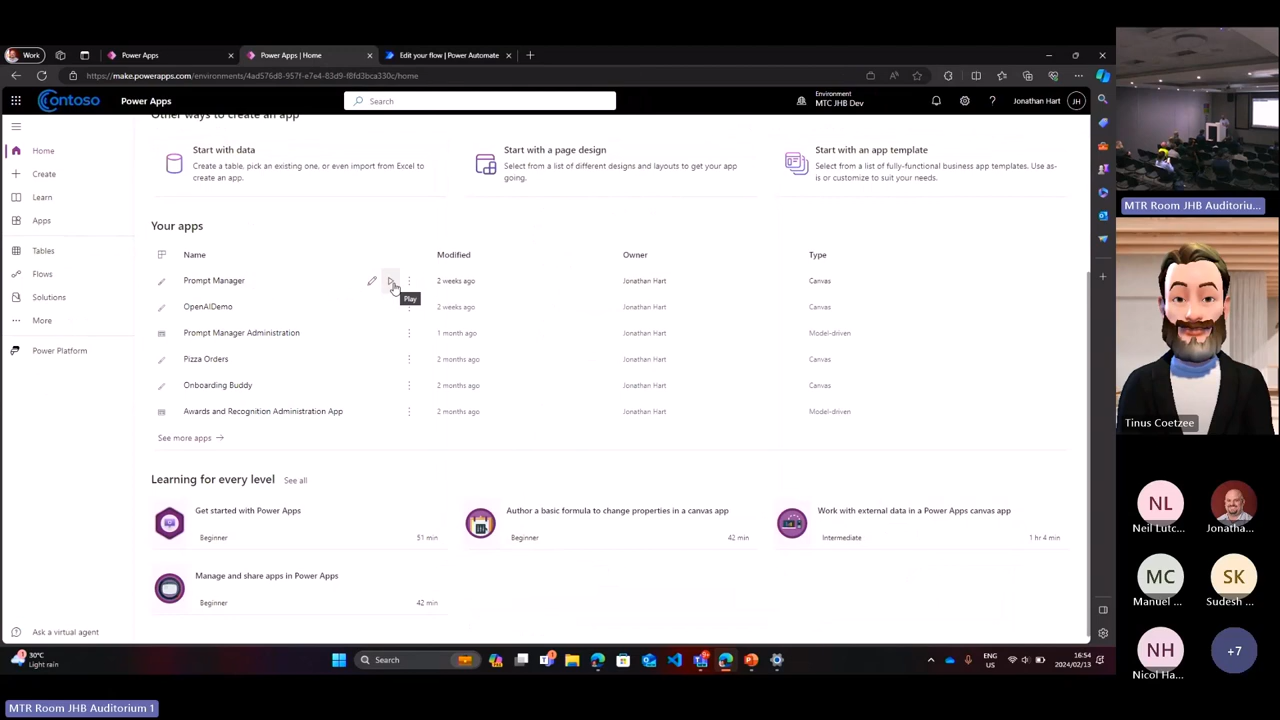 Work
Power Apps
Power Apps | Home
Edit your flow | Power Automate
https://make.powerapps.com/environments/4ad576d8-957f-e7e4-83d9-f8fd3bca330c/home
Contoso
Power Apps
Search
Environment
MTC JHB Dev
Jonathan Hart
JH
Home
Create
Learn
Apps
Tables
Flows
Solutions
More
Power Platform
Ask a virtual agent
Other ways to create an app
Start with data
Create a table, pick an existing one, or even import from Excel to
create an app.
Start with a page design
Select from a list of different designs and layouts to get your app
going.
Start with an app template
Select from a list of fully-functional business app templates. Use as-
is or customize to suit your needs.
Your apps
Name Modified Owner Type
Prompt Manager 2 weeks ago Jonathan Hart Canvas
Play
OpenAIDemo 2 weeks ago Jonathan Hart Canvas
Prompt Manager Administration 1 month ago Jonathan Hart Model-driven
Pizza Orders 2 months ago Jonathan Hart Canvas
Onboarding Buddy 2 months ago Jonathan Hart Canvas
Awards and Recognition Administration App 2 months ago Jonathan Hart Model-driven
See more apps
Learning for every level See all
Get started with Power Apps
Beginner 51 min
Author a basic formula to change properties in a canvas app
Beginner 42 min
Work with external data in a Power Apps canvas app
Intermediate 1 hr 4 min
Manage and share apps in Power Apps
Beginner 42 min
30°C
Light rain
Search
ENG
US
16:54
2024/02/13
MTR Room JHB Auditoriu...
Tinus Coetzee
NL
Neil Lutc...
Jonatha...
MC
Manuel ...
SK
Sudesh ...
NH
Nicol Ha...
+7
MTR Room JHB Auditorium 1